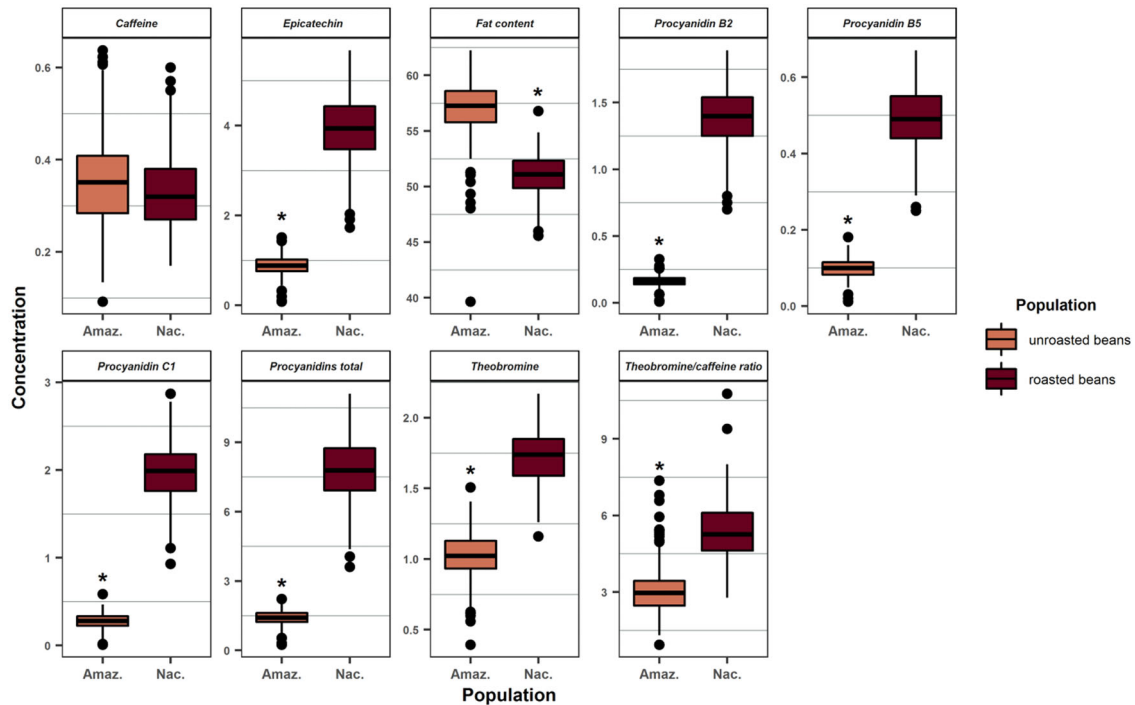 Caffeine
Epicatechin
Fat content
Procyanidin B2
Procyanidin B5
0.6
0.4
0.2
4
2
0
60
55
50
45
40
1.5
1.0
0.5
0.0
0.6
0.4
0.2
0.0
*
*
*
*
Amaz. Nac.
Amaz. Nac.
Amaz. Nac.
Amaz. Nac.
Amaz. Nac.
Concentration
Procyanidin C1
Procyanidins total
Theobromine
Theobromine/caffeine ratio
3
2
1
0
9
6
3
0
2.0
1.5
1.0
0.5
9
6
3
*
*
*
*
Amaz. Nac.
Amaz. Nac.
Amaz. Nac.
Amaz. Nac.
Population
Population
unroasted beans
roasted beans